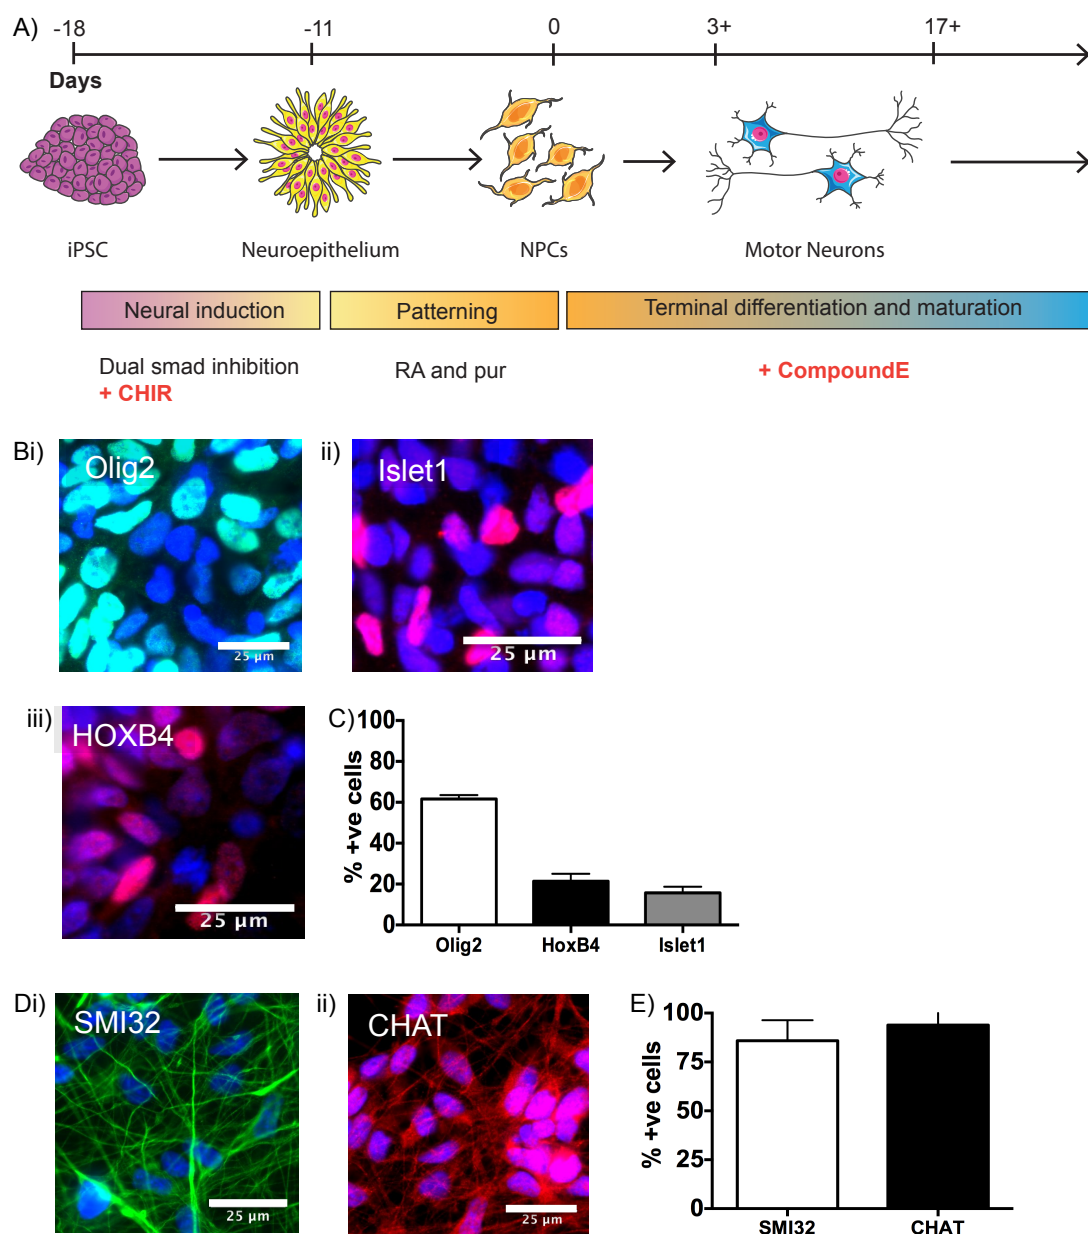 A)
-18 -11 0 3+ 17+
Days
iPSC Neuroepithelium NPCs Motor Neurons
Neural induction Patterning Terminal differentiation and maturation
Dual smad inhibition RA and pur + CompoundE
+ CHIR
Bi) Olig2 ii) Islet1
25 µm 25 µm
iii) HOXB4
25 µm
C)
100
80
60
40
20
0
% +ve cells
Olig2 HoxB4 Islet1
Di) SMI32 ii) CHAT
25 µm 25 µm
E)
100
75
50
25
0
% +ve cells
SMI32 CHAT